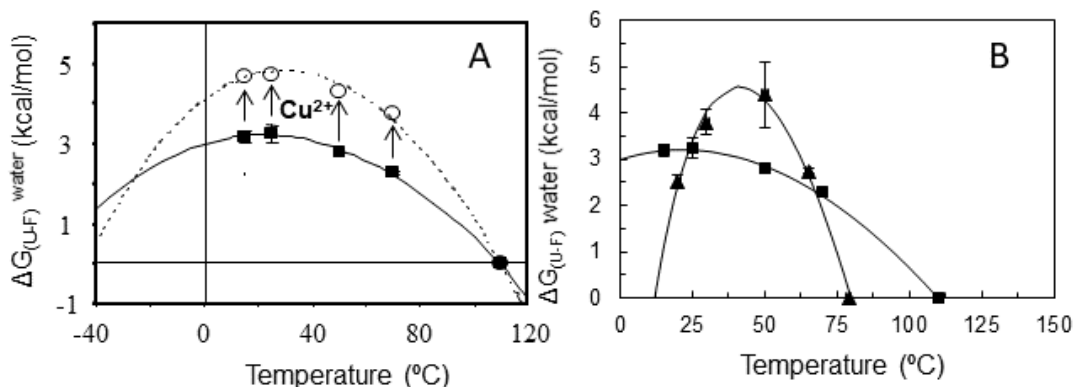 A
5
3
1
-1
Cu²⁺
-40 0 40 80 120
Temperature (ºC)
ΔG(U-F) water (kcal/mol)
B
6
5
4
3
2
1
0
0 25 50 75 100 125 150
Temperature (ºC)
ΔG(U-F) water (kcal/mol)